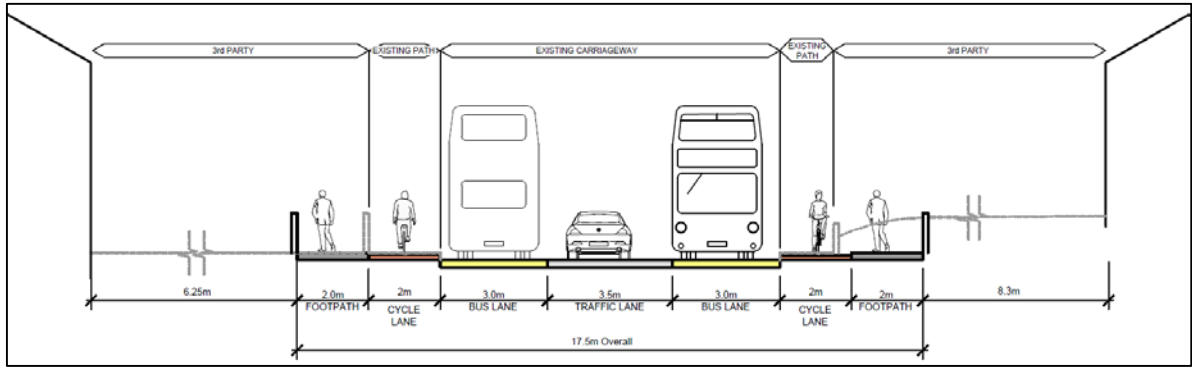 3rd PARTY
EXISTING PATH
EXISTING CARRIAGEWAY
EXISTING
PATH
3rd PARTY
6.25m
2.0m
FOOTPATH
2m
CYCLE
LANE
3.0m
BUS LANE
3.5m
TRAFFIC LANE
3.0m
BUS LANE
2m
CYCLE
LANE
2m
FOOTPATH
8.3m
17.5m Overall